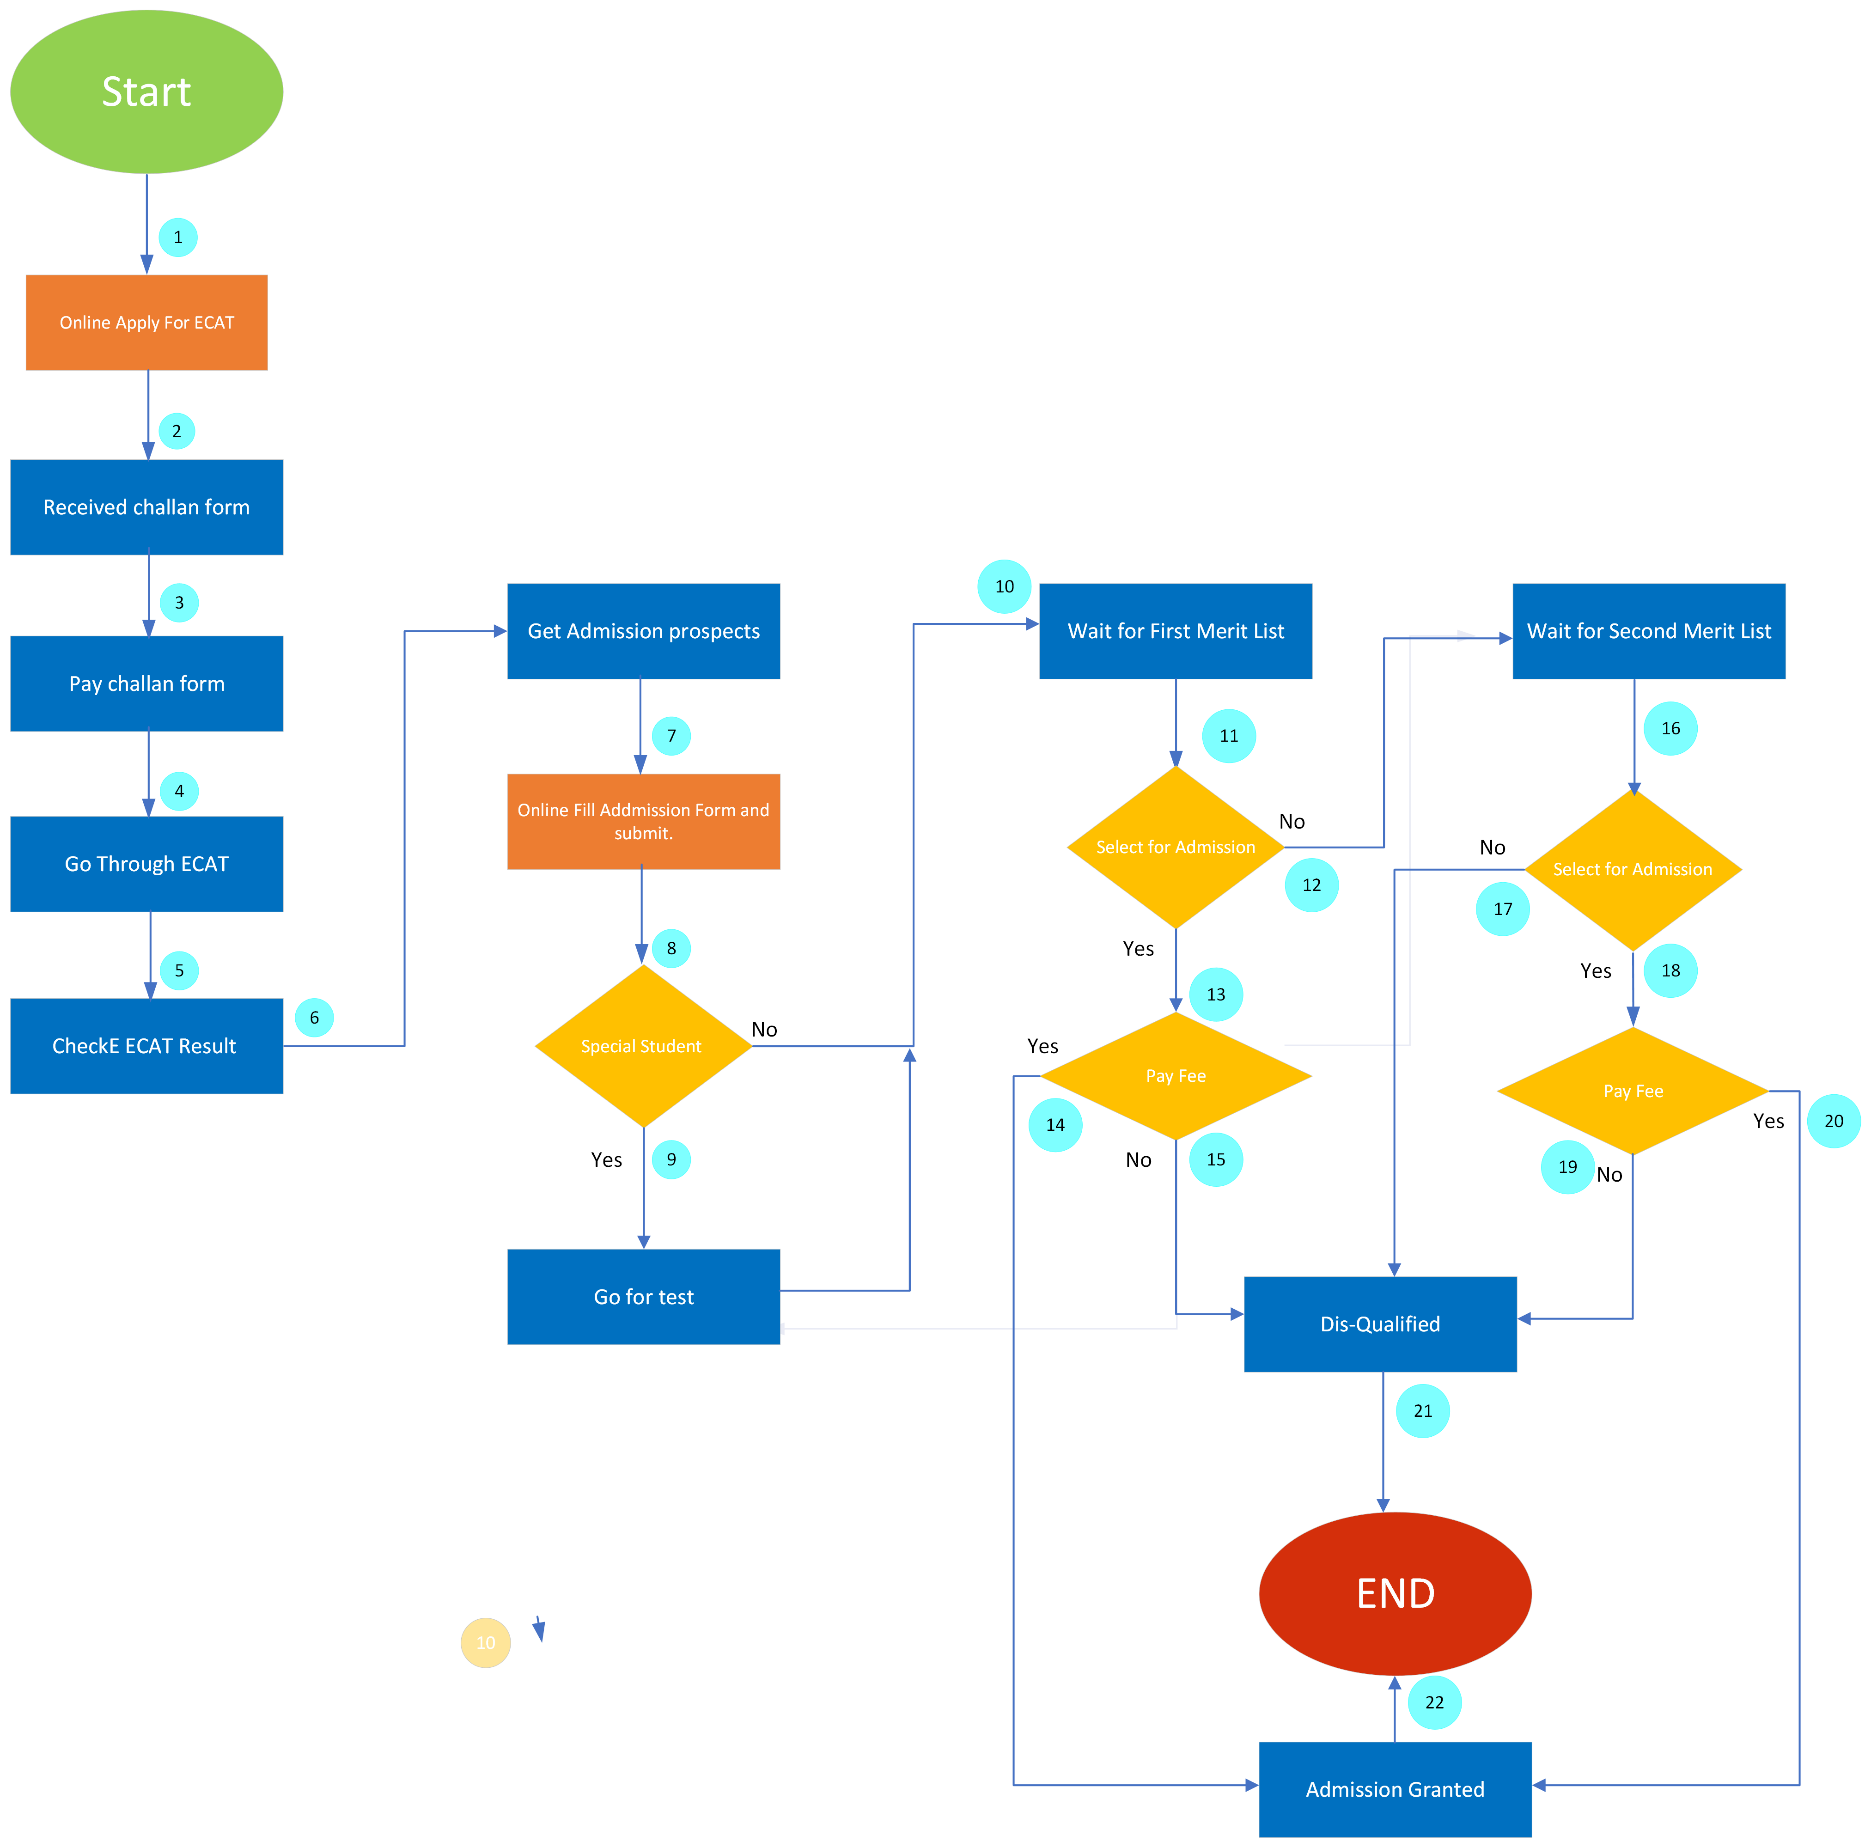 Start
1
Online Apply For ECAT
2
Received challan form
3
Pay challan form
4
Go Through ECAT
5
CheckE ECAT Result
6
Get Admission prospects
7
Online Fill Addmission Form and
submit.
8
Special Student
No
Yes
9
Go for test
10
Wait for First Merit List
11
Select for Admission
No
12
Yes
13
Pay Fee
Yes
14
No
15
Wait for Second Merit List
16
Select for Admission
No
17
Yes
18
Pay Fee
19
No
Yes
20
Dis-Qualified
21
END
22
Admission Granted
10